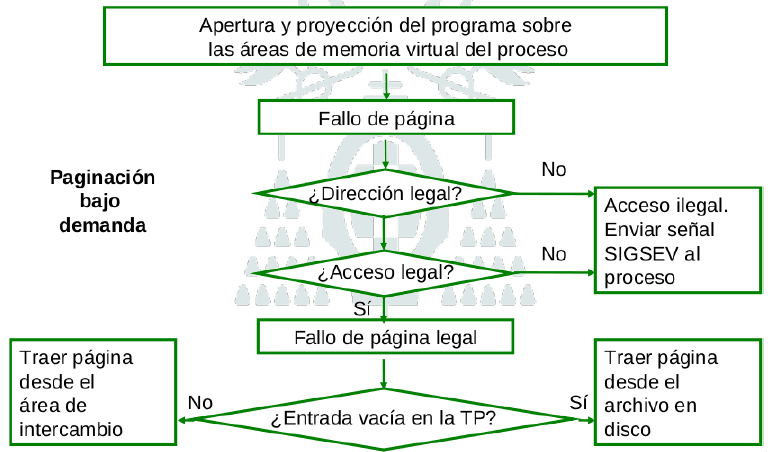 Apertura y proyección del programa sobre
las áreas de memoria virtual del proceso
Fallo de página
Paginación
bajo
demanda
¿Dirección legal?
No
Acceso ilegal.
Enviar señal
SIGSEV al
proceso
¿Acceso legal?
No
Sí
Fallo de página legal
Traer página
desde el
área de
intercambio
No
¿Entrada vacía en la TP?
Sí
Traer página
desde el
archivo en
disco